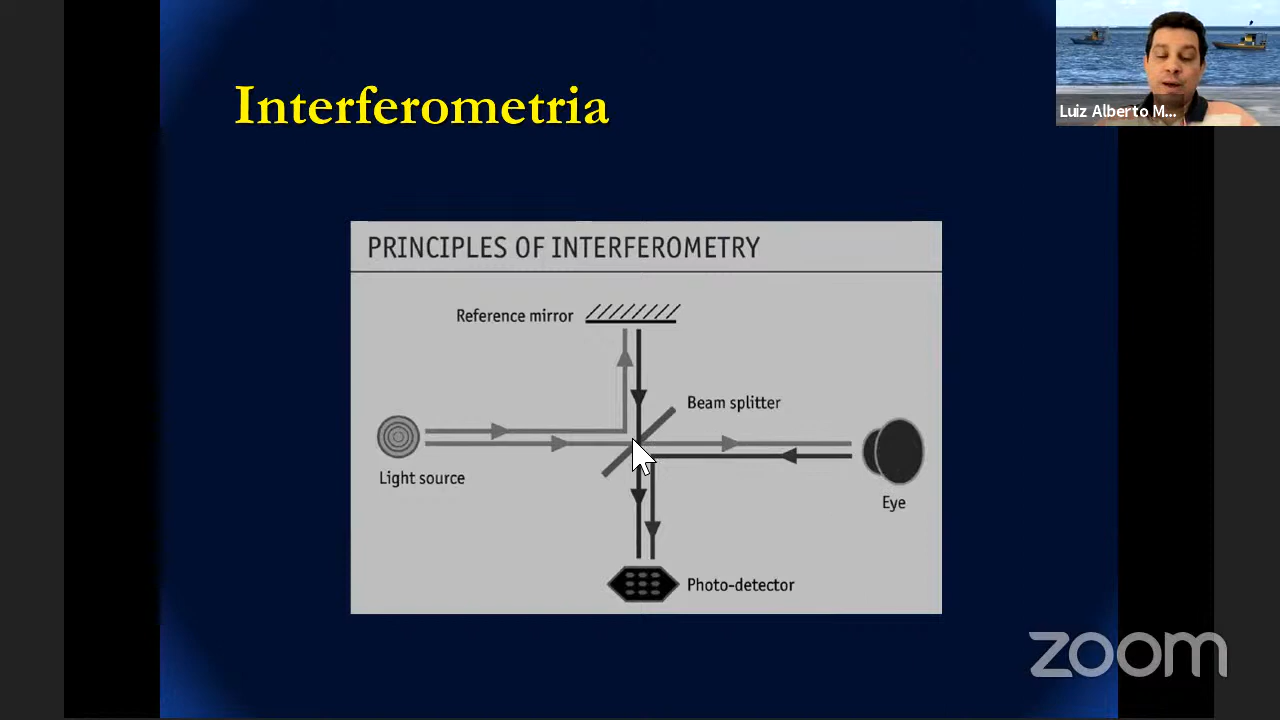 Interferometria
Luiz Alberto M...
PRINCIPLES OF INTERFEROMETRY
Reference mirror
Beam splitter
Light source
Eye
Photo-detector
zoom